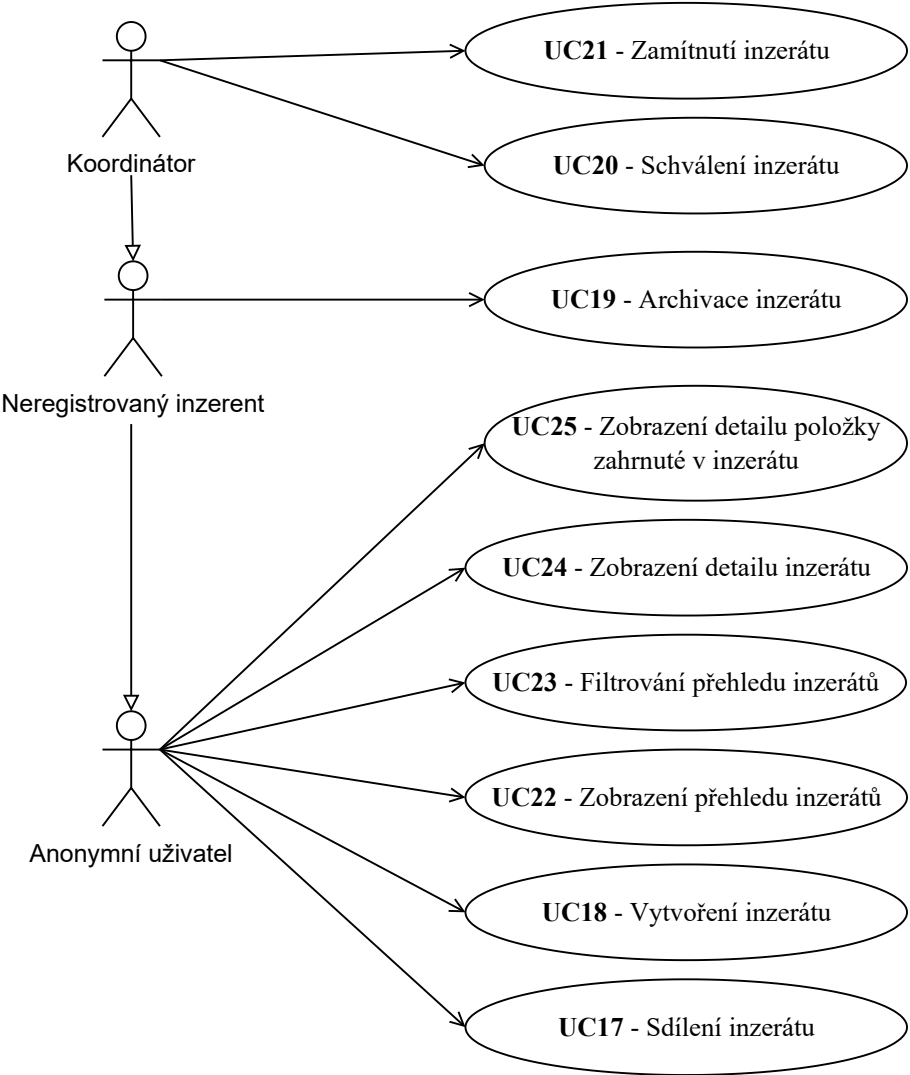 UC21 - Zamítnutí inzerátu
UC20 - Schválení inzerátu
Koordinátor
UC19 - Archivace inzerátu
Neregistrovaný inzerent
UC25 - Zobrazení detailu položky
zahrnuté v inzerátu
UC24 - Zobrazení detailu inzerátu
UC23 - Filtrování přehledu inzerátů
UC22 - Zobrazení přehledu inzerátů
Anonymní uživatel
UC18 - Vytvoření inzerátu
UC17 - Sdílení inzerátu